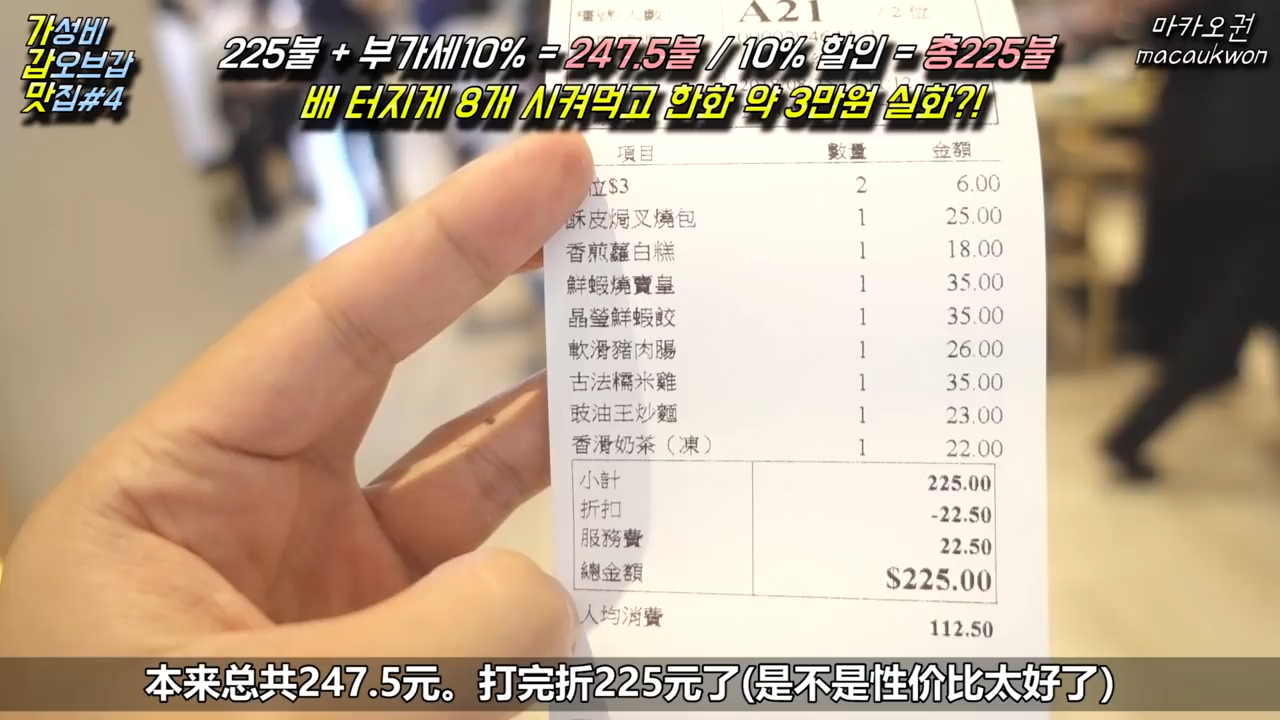 가성비
갑오브갑
맛집#4
225불 + 부가세10% = 247.5불 / 10% 할인 = 총225불
배 터지게 8개 시켜먹고 한화 약 3만원 실화?!
마카오권
macaukwon
A21 / 2 位
項目 數量 金額
位$3 2 6.00
酥皮焗叉燒包 1 25.00
香煎蘿白糕 1 18.00
鮮蝦燒賣皇 1 35.00
晶瑩鮮蝦餃 1 35.00
軟滑豬肉腸 1 26.00
古法糯米雞 1 35.00
豉油王炒麵 1 23.00
香滑奶茶（凍） 1 22.00
小計 225.00
折扣 -22.50
服務費 22.50
總金額 $225.00
人均消費 112.50
本来总共247.5元。打完折225元了(是不是性价比太好了)